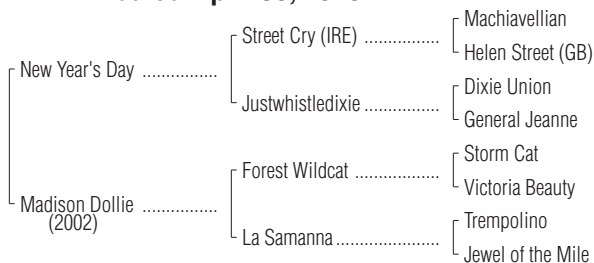 Machiavellian
Street Cry (IRE) ................
Helen Street (GB)
New Year's Day ................
Dixie Union
Justwhistledixie ................
General Jeanne
Storm Cat
Forest Wildcat ..................
Victoria Beauty
Madison Dollie ................
(2002)
Trempolino
La Samanna ......................
Jewel of the Mile